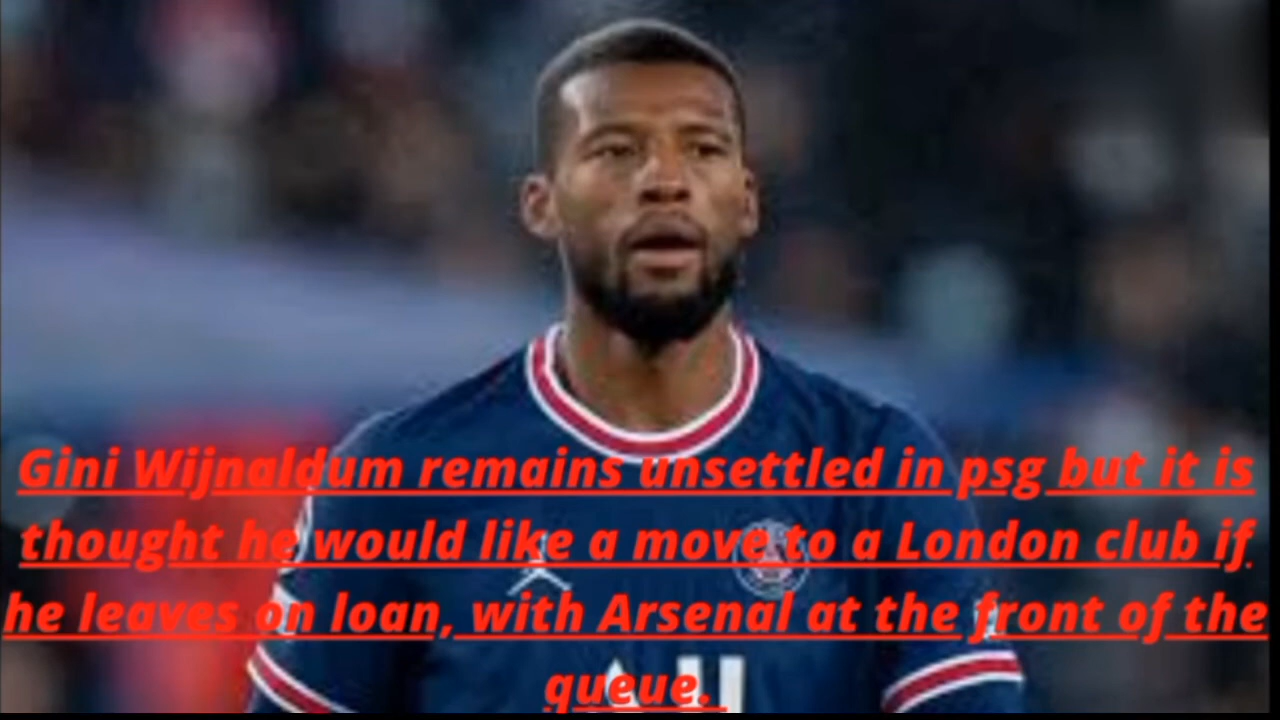 Gini Wijnaldum remains unsettled in psg but it is
thought he would like a move to a London club if
he leaves on loan, with Arsenal at the front of the
queue.